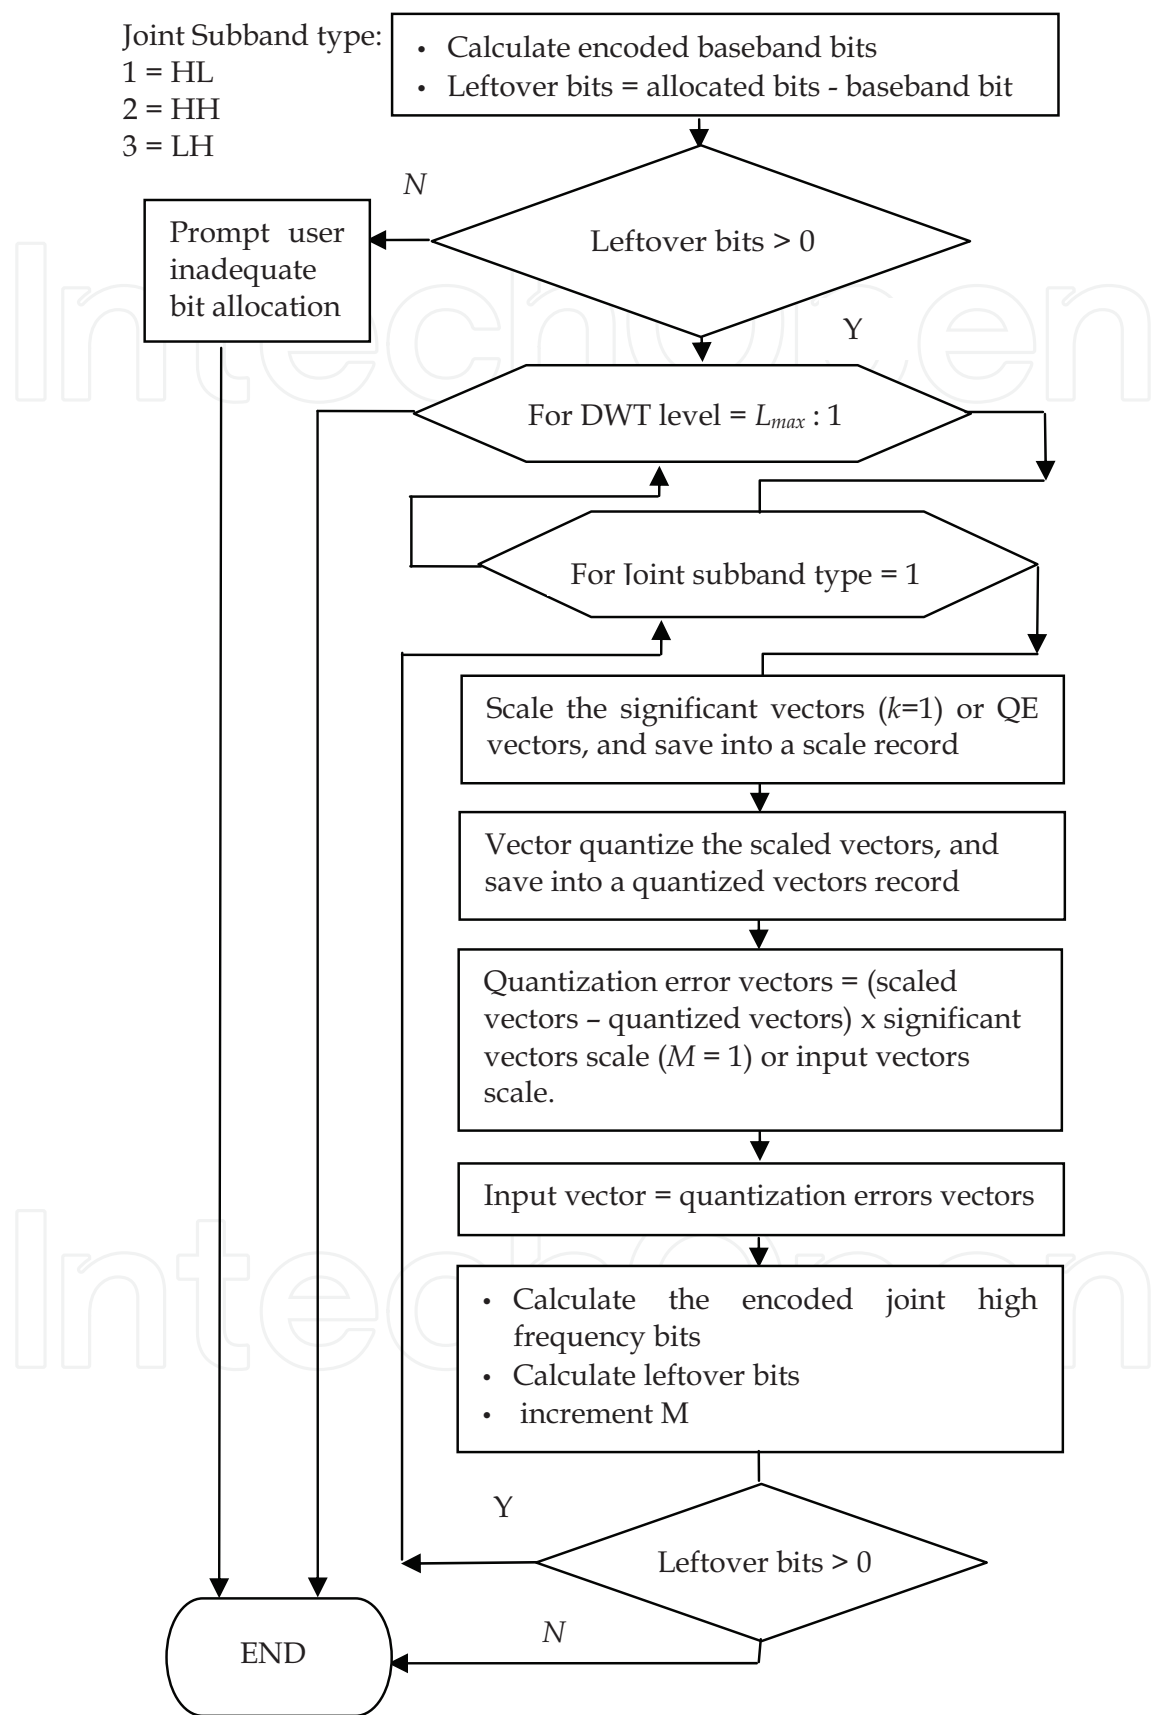 Joint Subband type:
1 = HL
2 = HH
3 = LH
• Calculate encoded baseband bits
• Leftover bits = allocated bits - baseband bit
N
Prompt user
inadequate
bit allocation
Leftover bits > 0
Y
For DWT level = Lmax : 1
For Joint subband type = 1
Scale the significant vectors (k=1) or QE
vectors, and save into a scale record
Vector quantize the scaled vectors, and
save into a quantized vectors record
Quantization error vectors = (scaled
vectors – quantized vectors) x significant
vectors scale (M = 1) or input vectors
scale.
Input vector = quantization errors vectors
• Calculate the encoded joint high
frequency bits
• Calculate leftover bits
• increment M
Y
Leftover bits > 0
N
END
IntechOpen
IntechOpen